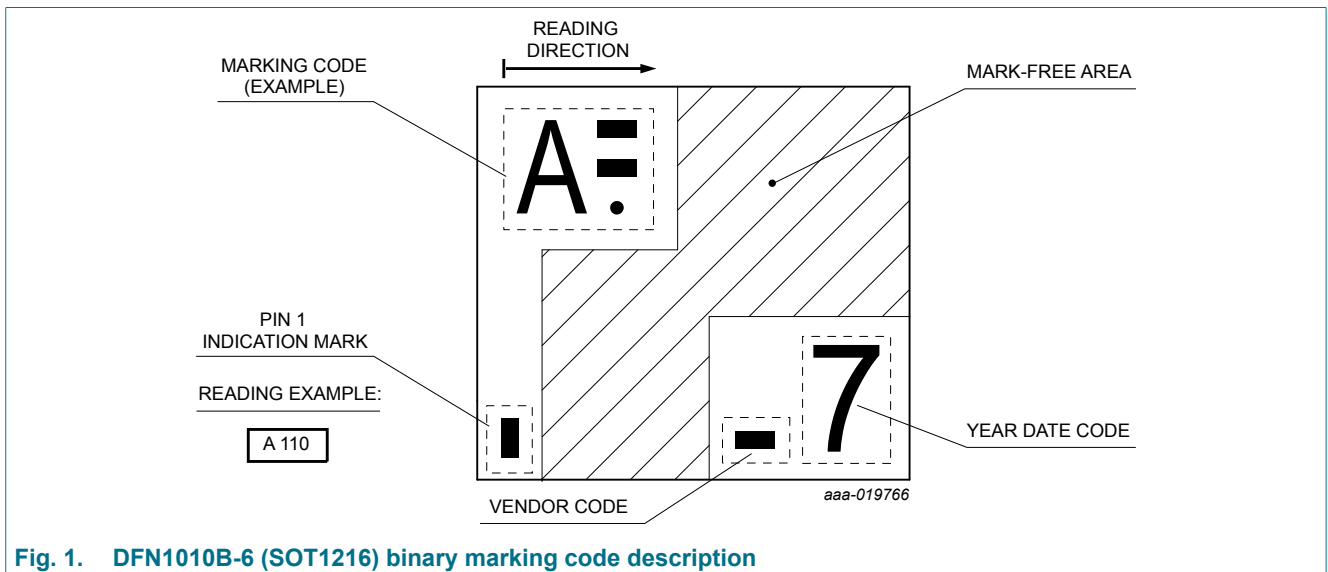 READING
DIRECTION
MARKING CODE
(EXAMPLE)
MARK-FREE AREA
A
PIN 1
INDICATION MARK
READING EXAMPLE:
A 110
7
YEAR DATE CODE
VENDOR CODE
aaa-019766
Fig. 1. DFN1010B-6 (SOT1216) binary marking code description